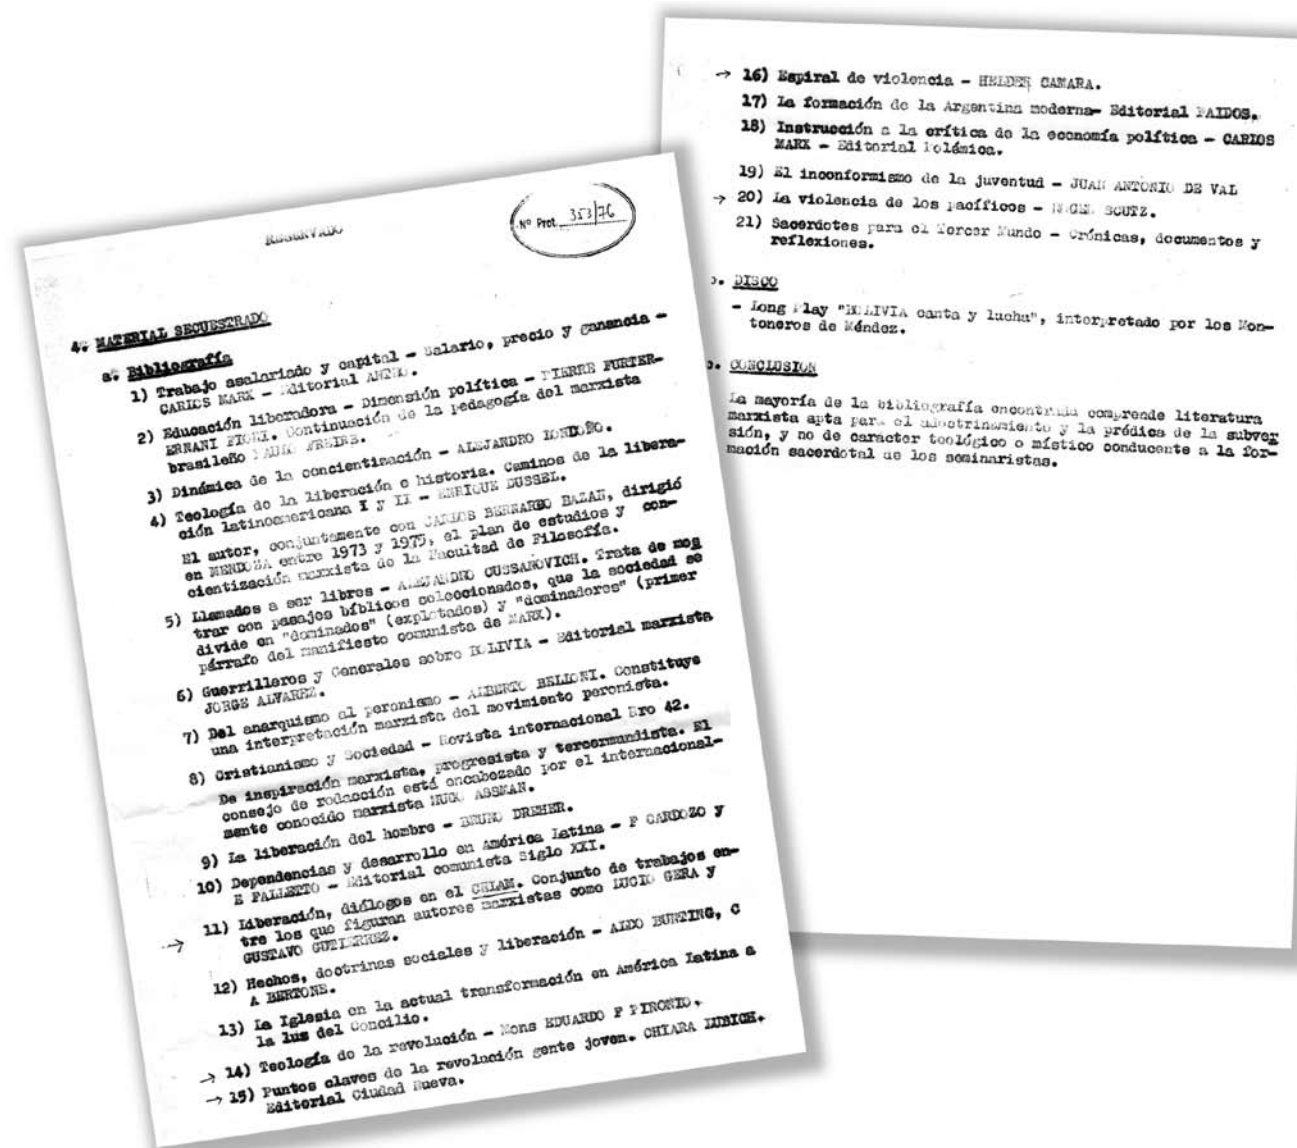 RESERVADO
Nº Prot. 353/76
4º MATERIAL SECUESTRADO
aº Bibliografía
1) Trabajo asalariado y capital - Salario, precio y ganancia -
CARLOS MARX - Editorial
2) Educación liberadora - Dimensión política - PIERRE FURTER-
ERNANI FIORI. Continuación de la pedagogía del marxista
brasileño PAULO FREIRE.
3) Dinámica de la concientización - ALEJANDRO LONDOÑO.
4) Teología de la liberación e historia. Caminos de la libera-
ción latinoamericana I y II - ENRIQUE DUSSEL.
El autor, conjuntamente con CARLOS BERNARDO BAZAN, dirigió
en MENDOZA entre 1973 y 1975, el plan de estudios y con-
cientización marxista de la Facultad de Filosofía.
5) Llamados a ser libres - ALEJANDRO CUSSANOVICH. Trata de mos
trar con pasajes bíblicos seleccionados, que la sociedad se
divide en "dominados" (explotados) y "dominadores" (primer
párrafo del manifiesto comunista de MARX).
6) Guerrilleros y Generales sobre BOLIVIA - Editorial marxista
JORGE ALVAREZ.
7) Del anarquismo al peronismo - ALBERTO BELLONI. Constituye
una interpretación marxista del movimiento peronista.
8) Cristianismo y Sociedad - Revista internacional Nro 42.
De inspiración marxista, progresista y tercermundista. El
consejo de redacción está encabezado por el internacional-
mente conocido marxista HUGO ASSMAN.
9) La liberación del hombre - BRUNO DREHER.
10) Dependencias y desarrollo en América Latina - F CARDOZO y
E FALLETTO - Editorial comunista Siglo XXI.
→ 11) Liberación, diálogos en el CELAM. Conjunto de trabajos en-
tre los que figuran autores marxistas como LUCIO GERA y
GUSTAVO GUTIERREZ.
12) Hechos, doctrinas sociales y liberación - ALDO BUNTING, C
A BERTONE.
13) La Iglesia en la actual transformación en América Latina a
la luz del Concilio.
→ 14) Teología de la revolución - Mons EDUARDO F PIRONIO.
→ 15) Puntos claves de la revolución gente joven. CHIARA LUBICH.
Editorial Ciudad Nueva.
→ 16) Espiral de violencia - HELDER CAMARA.
17) La formación de la Argentina moderna- Editorial PAIDOS.
18) Instrucción a la crítica de la economía política - CARLOS
MARX - Editorial Polémica.
19) El inconformismo de la juventud - JUAN ANTONIO DE VAL
→ 20) La violencia de los pacíficos - SCUTZ.
21) Sacerdotes para el Tercer Mundo - Crónicas, documentos y
reflexiones.
DISCO
- Long Play "BOLIVIA canta y lucha", interpretado por los Mon-
toneros de Méndez.
CONCLUSION
La mayoría de la bibliografía encontrada comprende literatura
marxista apta para el adoctrinamiento y la prédica de la subver
sión, y no de carácter teológico o místico conducente a la for-
mación sacerdotal de los seminaristas.